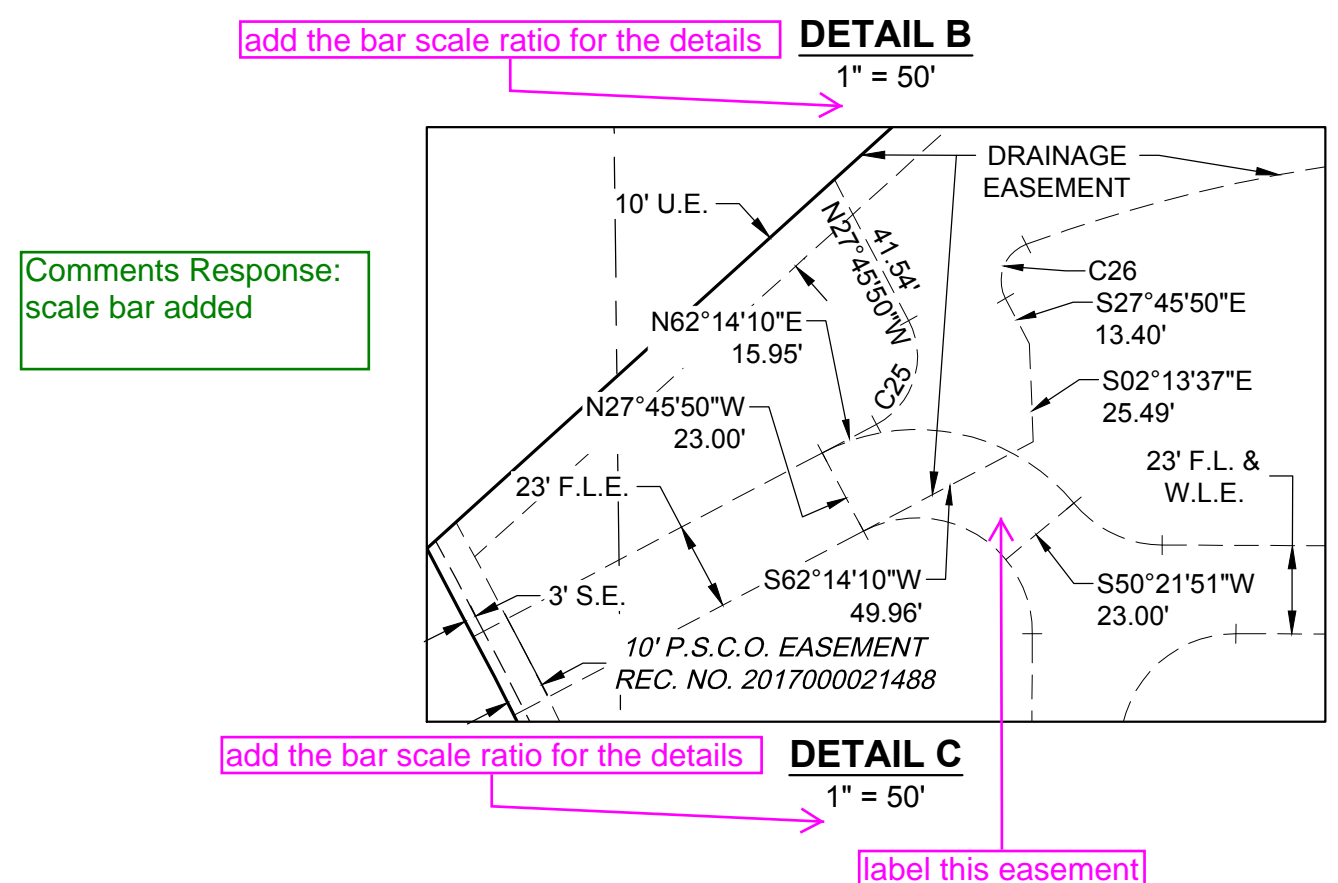 add the bar scale ratio for the details
DETAIL B
1" = 50'
DRAINAGE
EASEMENT
10' U.E.
41.54'
N27°45'50"W
Comments Response:
scale bar added
C26
S27°45'50"E
13.40'
N62°14'10"E
15.95'
C25
S02°13'37"E
25.49'
N27°45'50"W
23.00'
23' F.L. &
W.L.E.
23' F.L.E.
S62°14'10"W
49.96'
S50°21'51"W
23.00'
3' S.E.
10' P.S.C.O. EASEMENT
REC. NO. 2017000021488
add the bar scale ratio for the details
DETAIL C
1" = 50'
label this easement